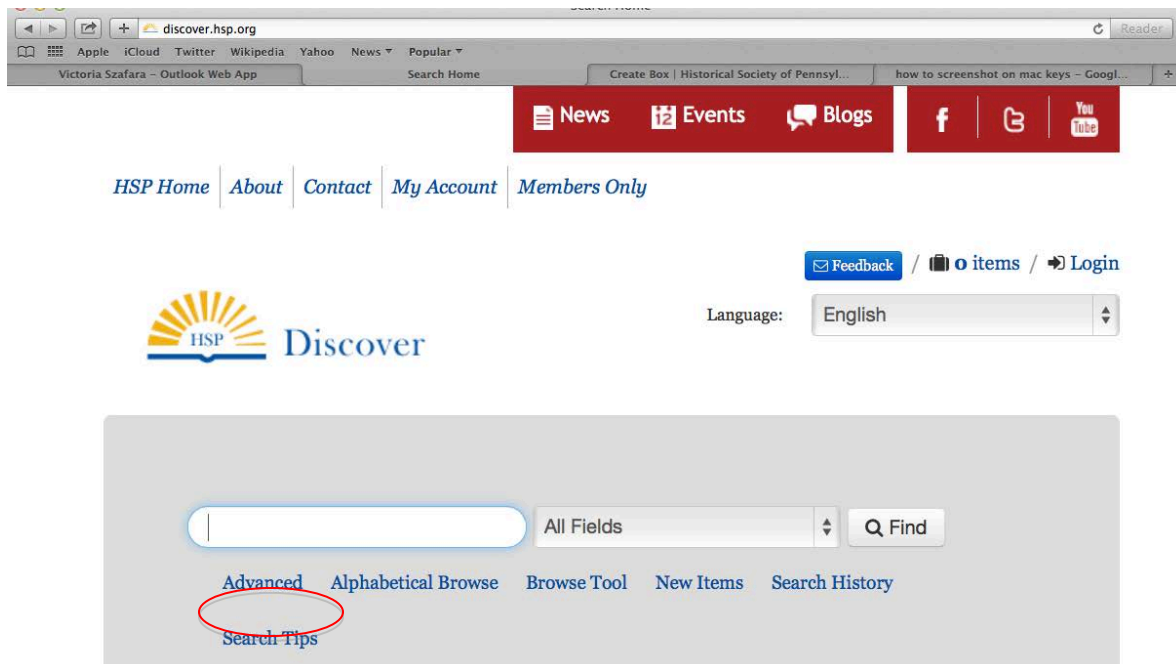 Search Home
discover.hsp.org Reader
Apple iCloud Twitter Wikipedia Yahoo News Popular
Victoria Szafara – Outlook Web App Search Home Create Box | Historical Society of Pennsyl... how to screenshot on mac keys – Googl...
News 12 Events Blogs f You Tube
HSP Home About Contact My Account Members Only
Feedback / 0 items / Login
Language: English
HSP Discover
All Fields Find
Advanced Alphabetical Browse Browse Tool New Items Search History
Search Tips